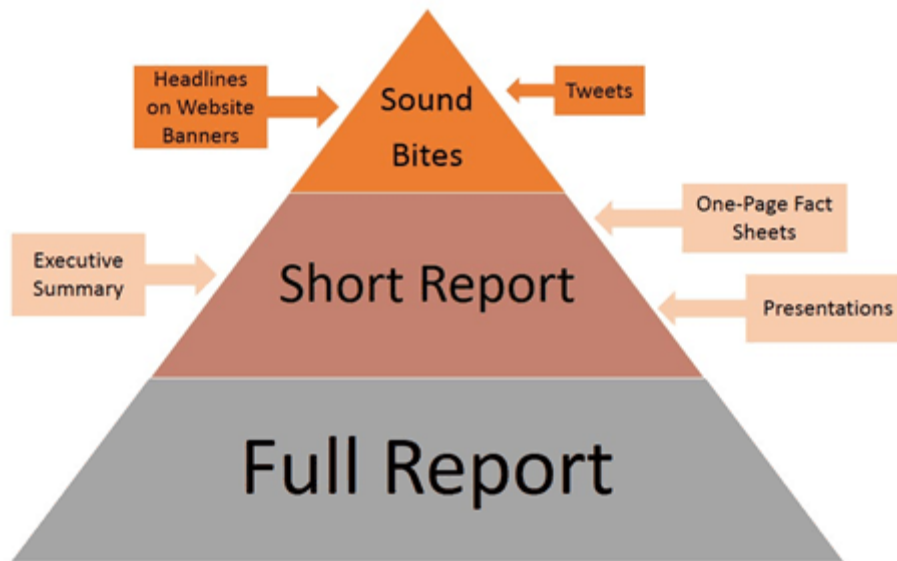 Headlines
on Website
Banners
Sound
Bites
Tweets
One-Page Fact
Sheets
Executive
Summary
Short Report
Presentations
Full Report